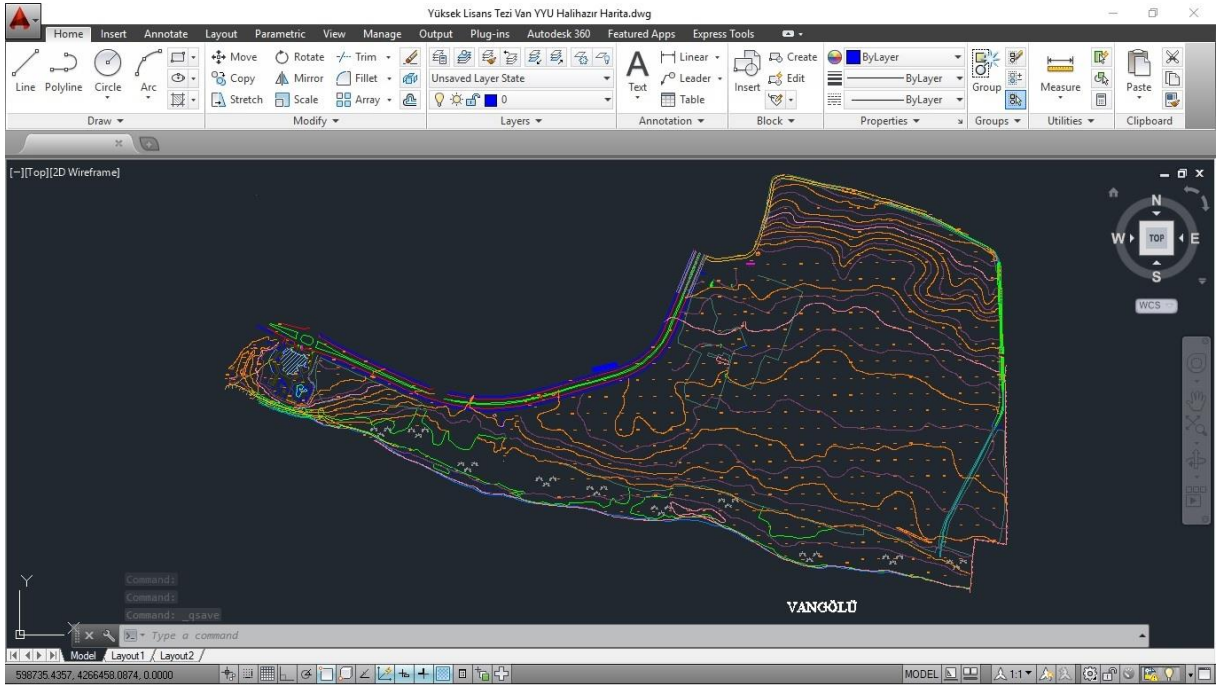 Yüksek Lisans Tezi Van YYU Halihazır Harita.dwg
Home Insert Annotate Layout Parametric View Manage Output Plug-ins Autodesk 360 Featured Apps Express Tools
Line Polyline Circle Arc
Move Rotate Trim
Copy Mirror Fillet
Stretch Scale Array
Unsaved Layer State
0
Text
Linear
Leader
Table
Insert
Create
Edit
ByLayer
ByLayer
ByLayer
Group
Measure
Paste
Draw Modify Layers Annotation Block Properties Groups Utilities Clipboard
[−][Top][2D Wireframe]
N
W TOP E
S
WCS
VANGÖLÜ
Y
X
Command:
Command:
Command: _qsave
Type a command
Model Layout1 Layout2
598735.4357, 4266458.0874, 0.0000
MODEL
1:1